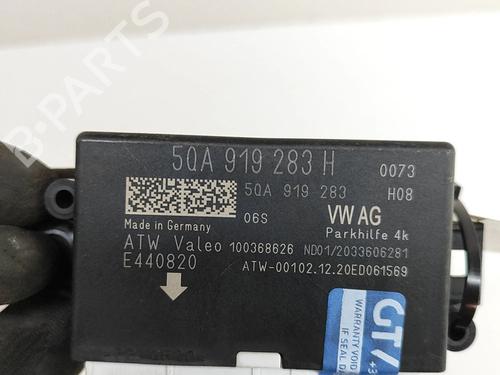 5QA 919 283 H 0073
5QA 919 283 H08
06S VW AG
Made in Germany Parkhilfe 4k
ATW Valeo 100368626 ND01/2033606281
E440820 ATW-00102.12.20ED061569
GT/
WARRANTY VOID
IF SEAL